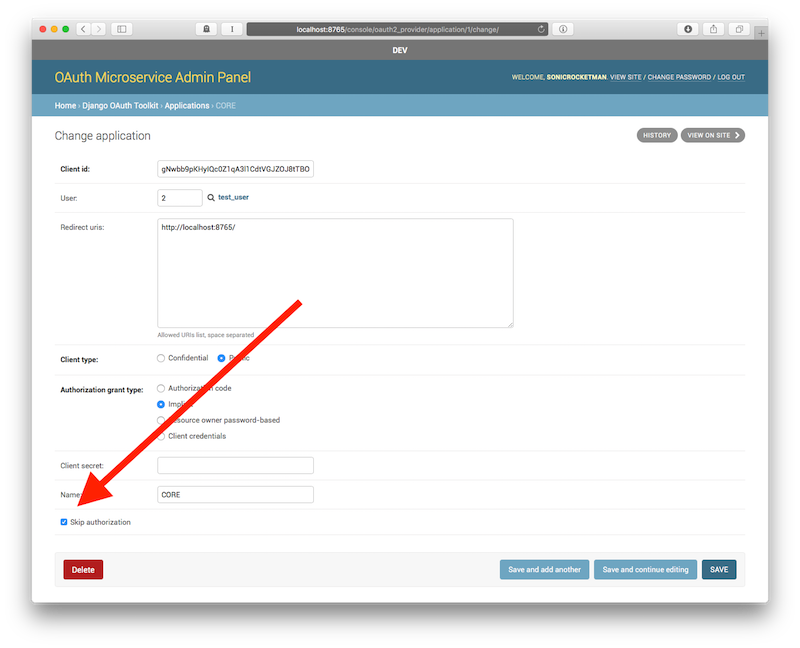 localhost:8765/console/oauth2_provider/application/1/change/
DEV
OAuth Microservice Admin Panel
WELCOME, SONICROCKETMAN. VIEW SITE / CHANGE PASSWORD / LOG OUT
Home › Django OAuth Toolkit › Applications › CORE
Change application
HISTORY
VIEW ON SITE
Client id:
User:
2
test_user
Redirect uris:
http://localhost:8765/
Allowed URIs list, space separated
Client type:
Confidential
Authorization grant type:
Authorization code
Resource owner password-based
Client credentials
Client secret:
Name:
CORE
Skip authorization
Delete
Save and add another
Save and continue editing
SAVE